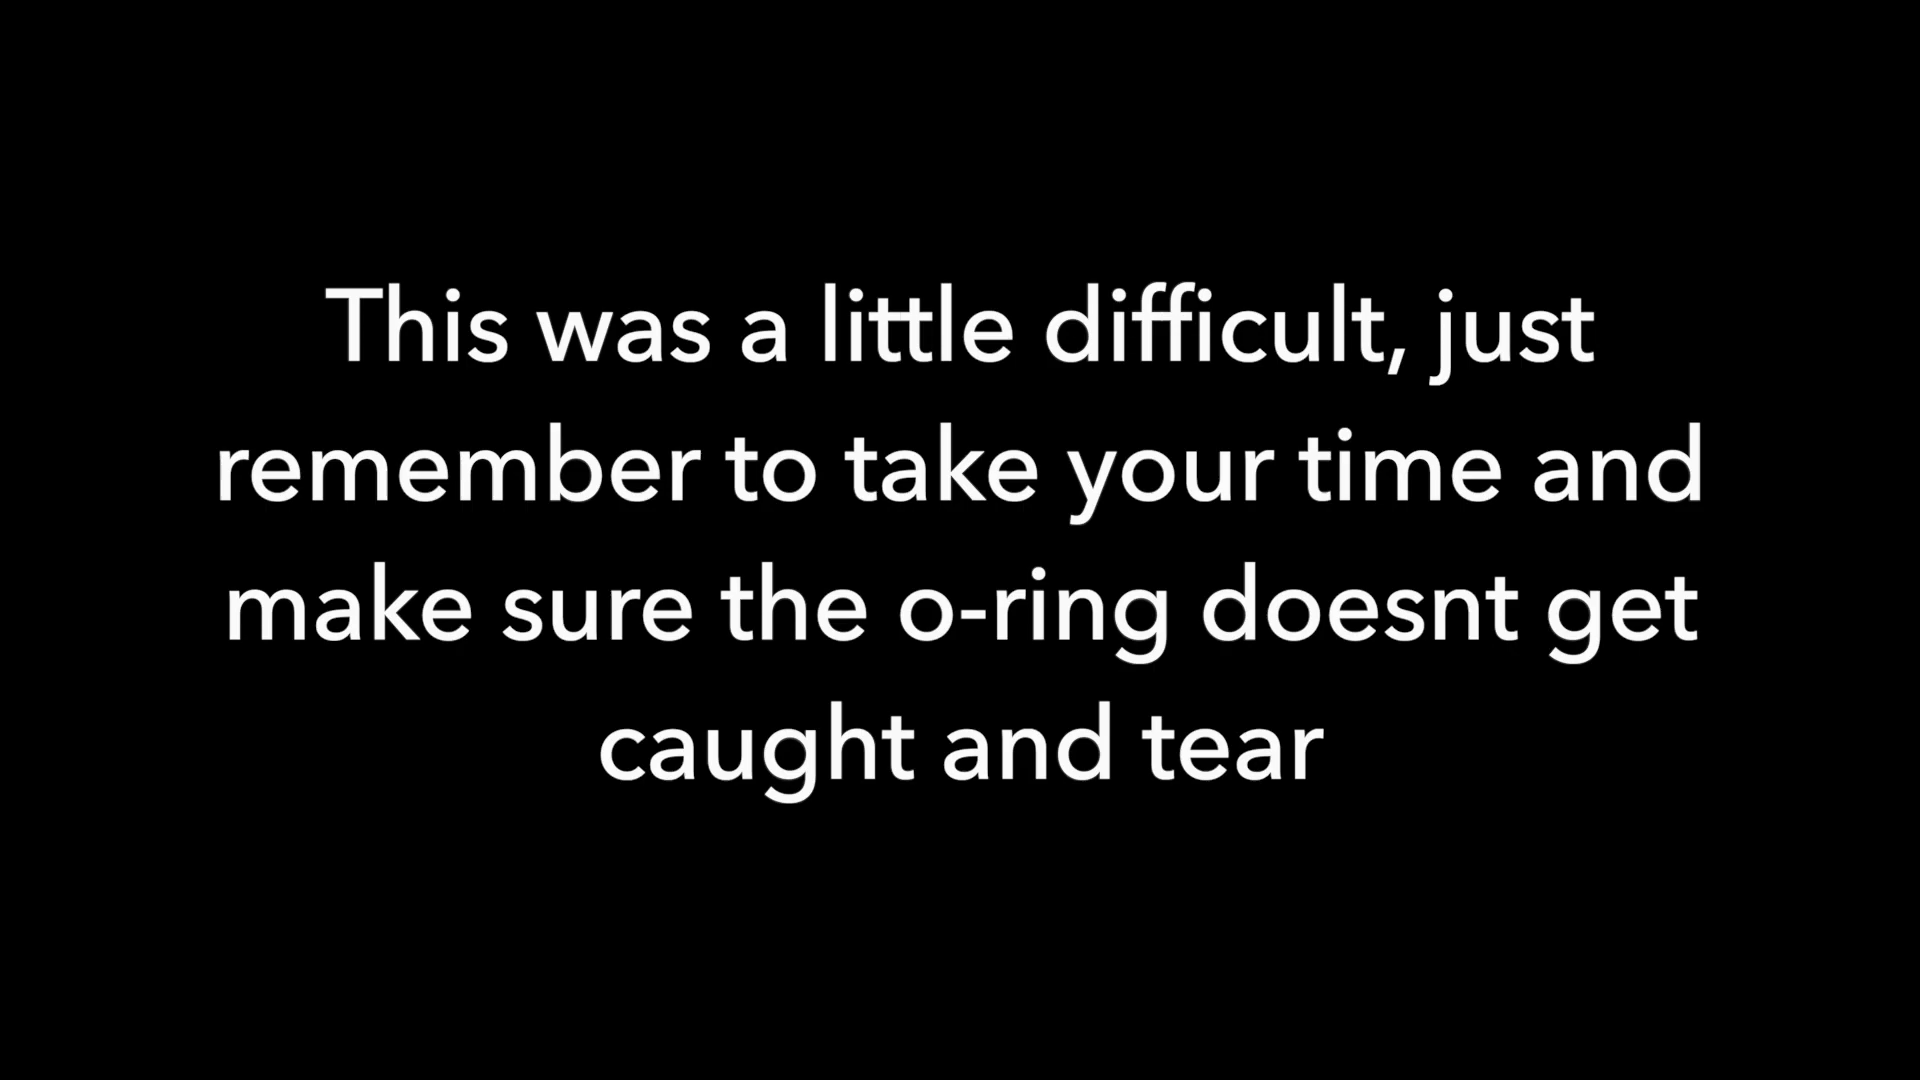 This was a little difficult, just
remember to take your time and
make sure the o-ring doesnt get
caught and tear